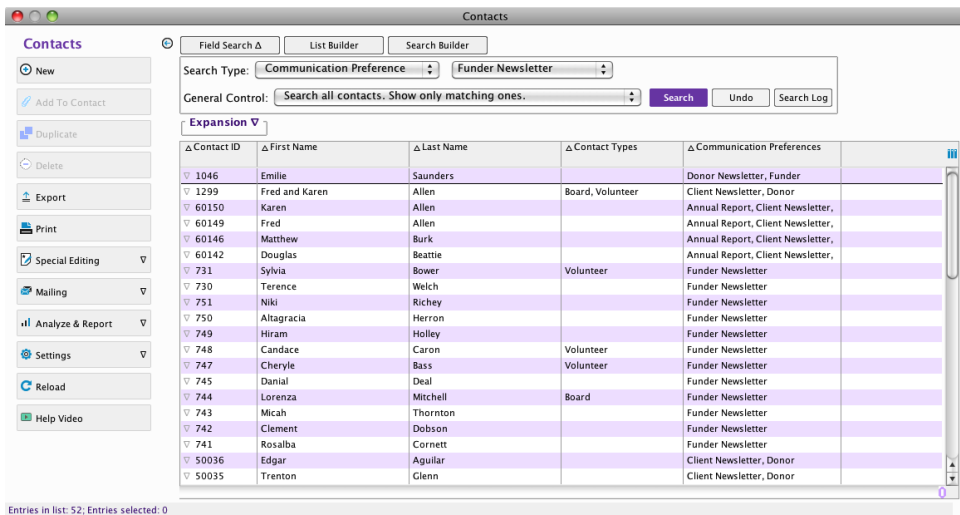 Contacts
Contacts
Field Search Δ List Builder Search Builder
New
Search Type: Communication Preference Funder Newsletter
Add To Contact
General Control: Search all contacts. Show only matching ones. Search Undo Search Log
Duplicate
Expansion ∇
Delete
△ Contact ID △ First Name △ Last Name △ Contact Types △ Communication Preferences
Export
Print
Special Editing ∇
Mailing ∇
Analyze & Report ∇
Settings ∇
Reload
Help Video
▽ 1046 Emilie Saunders Donor Newsletter, Funder
▽ 1299 Fred and Karen Allen Board, Volunteer Client Newsletter, Donor
▽ 60150 Karen Allen Annual Report, Client Newsletter,
▽ 60149 Fred Allen Annual Report, Client Newsletter,
▽ 60146 Matthew Burk Annual Report, Client Newsletter,
▽ 60142 Douglas Beattie Annual Report, Client Newsletter,
▽ 731 Sylvia Bower Volunteer Funder Newsletter
▽ 730 Terence Welch Funder Newsletter
▽ 751 Niki Richey Funder Newsletter
▽ 750 Altagracia Herron Funder Newsletter
▽ 749 Hiram Holley Funder Newsletter
▽ 748 Candace Caron Volunteer Funder Newsletter
▽ 747 Cheryle Bass Volunteer Funder Newsletter
▽ 745 Danial Deal Funder Newsletter
▽ 744 Lorenza Mitchell Board Funder Newsletter
▽ 743 Micah Thornton Funder Newsletter
▽ 742 Clement Dobson Funder Newsletter
▽ 741 Rosalba Cornett Funder Newsletter
▽ 50036 Edgar Aguilar Client Newsletter, Donor
▽ 50035 Trenton Glenn Client Newsletter, Donor
0
Entries in list: 52; Entries selected: 0